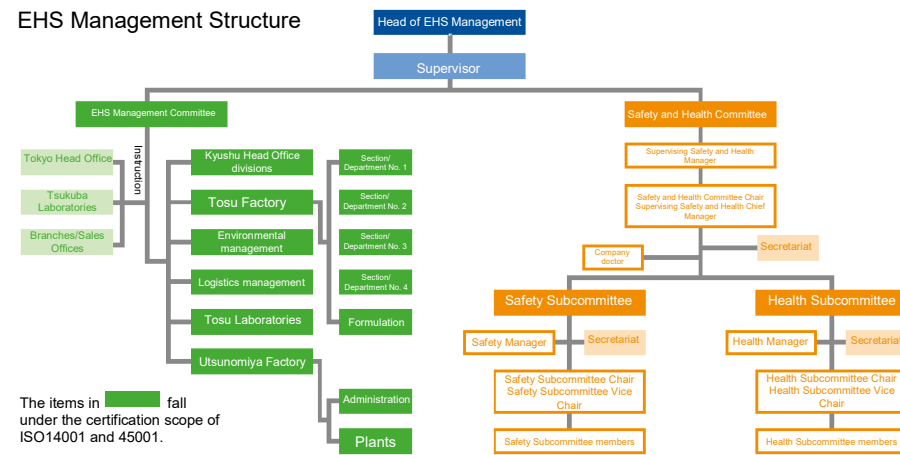 EHS Management Structure
Head of EHS Management
Supervisor
EHS Management Committee
Instruction
Tokyo Head Office
Tsukuba
Laboratories
Branches/Sales
Offices
Kyushu Head Office
divisions
Tosu Factory
Environmental
management
Logistics management
Tosu Laboratories
Utsunomiya Factory
Section/
Department No. 1
Section/
Department No. 2
Section/
Department No. 3
Section/
Department No. 4
Formulation
Administration
Plants
The items in fall
under the certification scope of
ISO14001 and 45001.
Safety and Health Committee
Supervising Safety and Health
Manager
Safety and Health Committee Chair
Supervising Safety and Health Chief
Manager
Company
doctor
Secretariat
Safety Subcommittee
Safety Manager
Secretariat
Safety Subcommittee Chair
Safety Subcommittee Vice
Chair
Safety Subcommittee members
Health Subcommittee
Health Manager
Secretariat
Health Subcommittee Chair
Health Subcommittee Vice
Chair
Health Subcommittee members